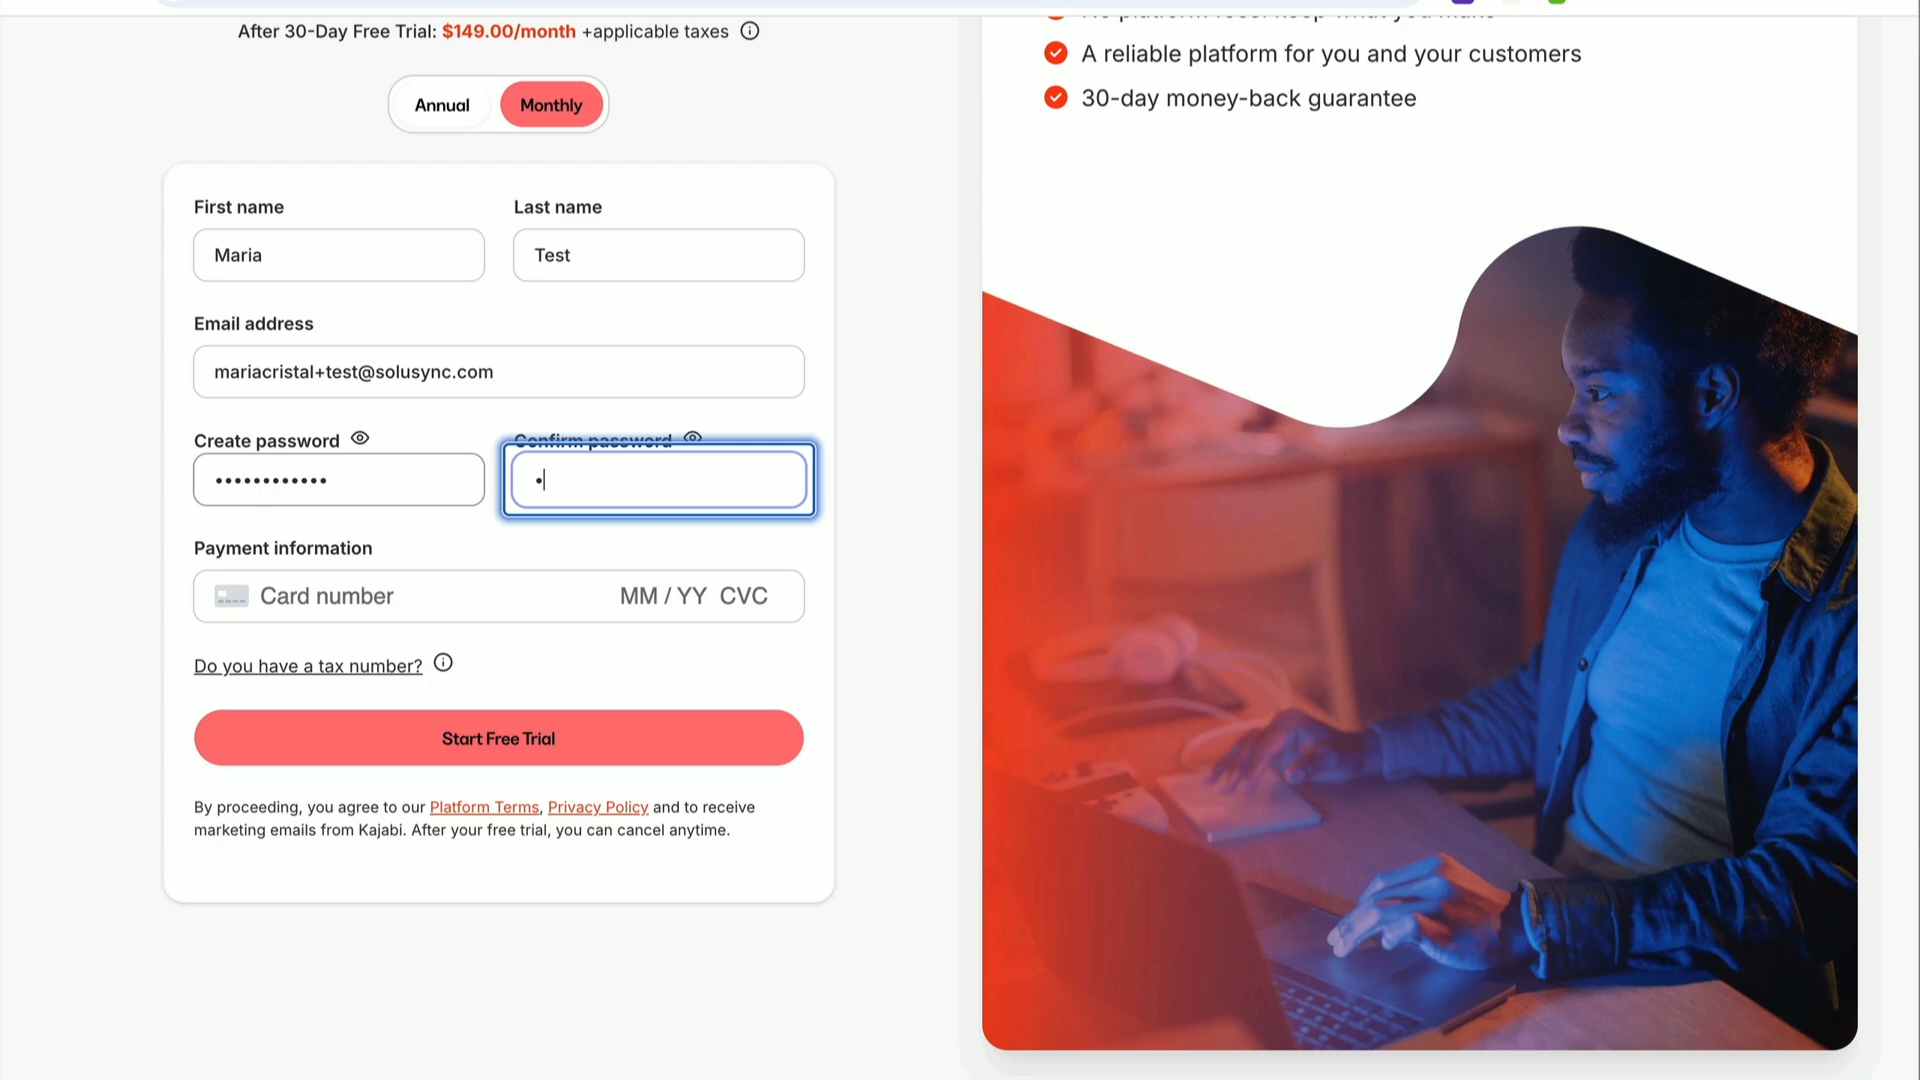 After 30-Day Free Trial: $149.00/month +applicable taxes
Annual
Monthly
First name
Last name
Maria
Test
Email address
mariacristal+test@solusync.com
Create password
Confirm password
Payment information
Card number
MM / YY CVC
Do you have a tax number?
Start Free Trial
By proceeding, you agree to our Platform Terms, Privacy Policy and to receive
marketing emails from Kajabi. After your free trial, you can cancel anytime.
A reliable platform for you and your customers
30-day money-back guarantee